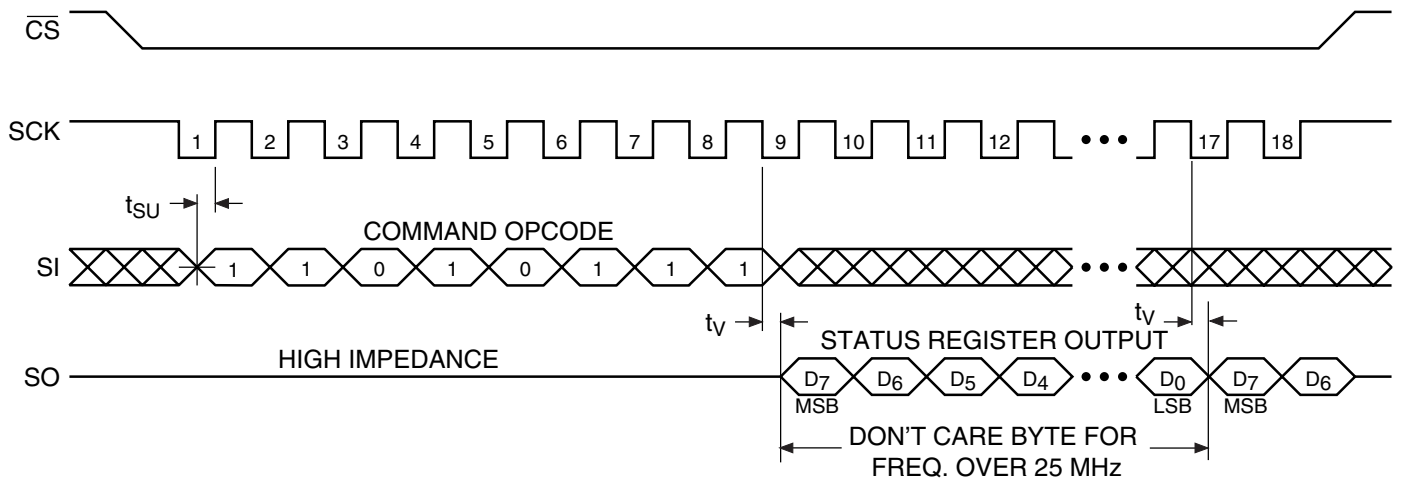 CS
SCK 1 2 3 4 5 6 7 8 9 10 11 12 ••• 17 18
tSU
COMMAND OPCODE
SI 1 1 0 1 0 1 1 1 •••
tV tV
STATUS REGISTER OUTPUT
HIGH IMPEDANCE
SO D7 D6 D5 D4 ••• D0 D7 D6
MSB LSB MSB
DON'T CARE BYTE FOR
FREQ. OVER 25 MHz